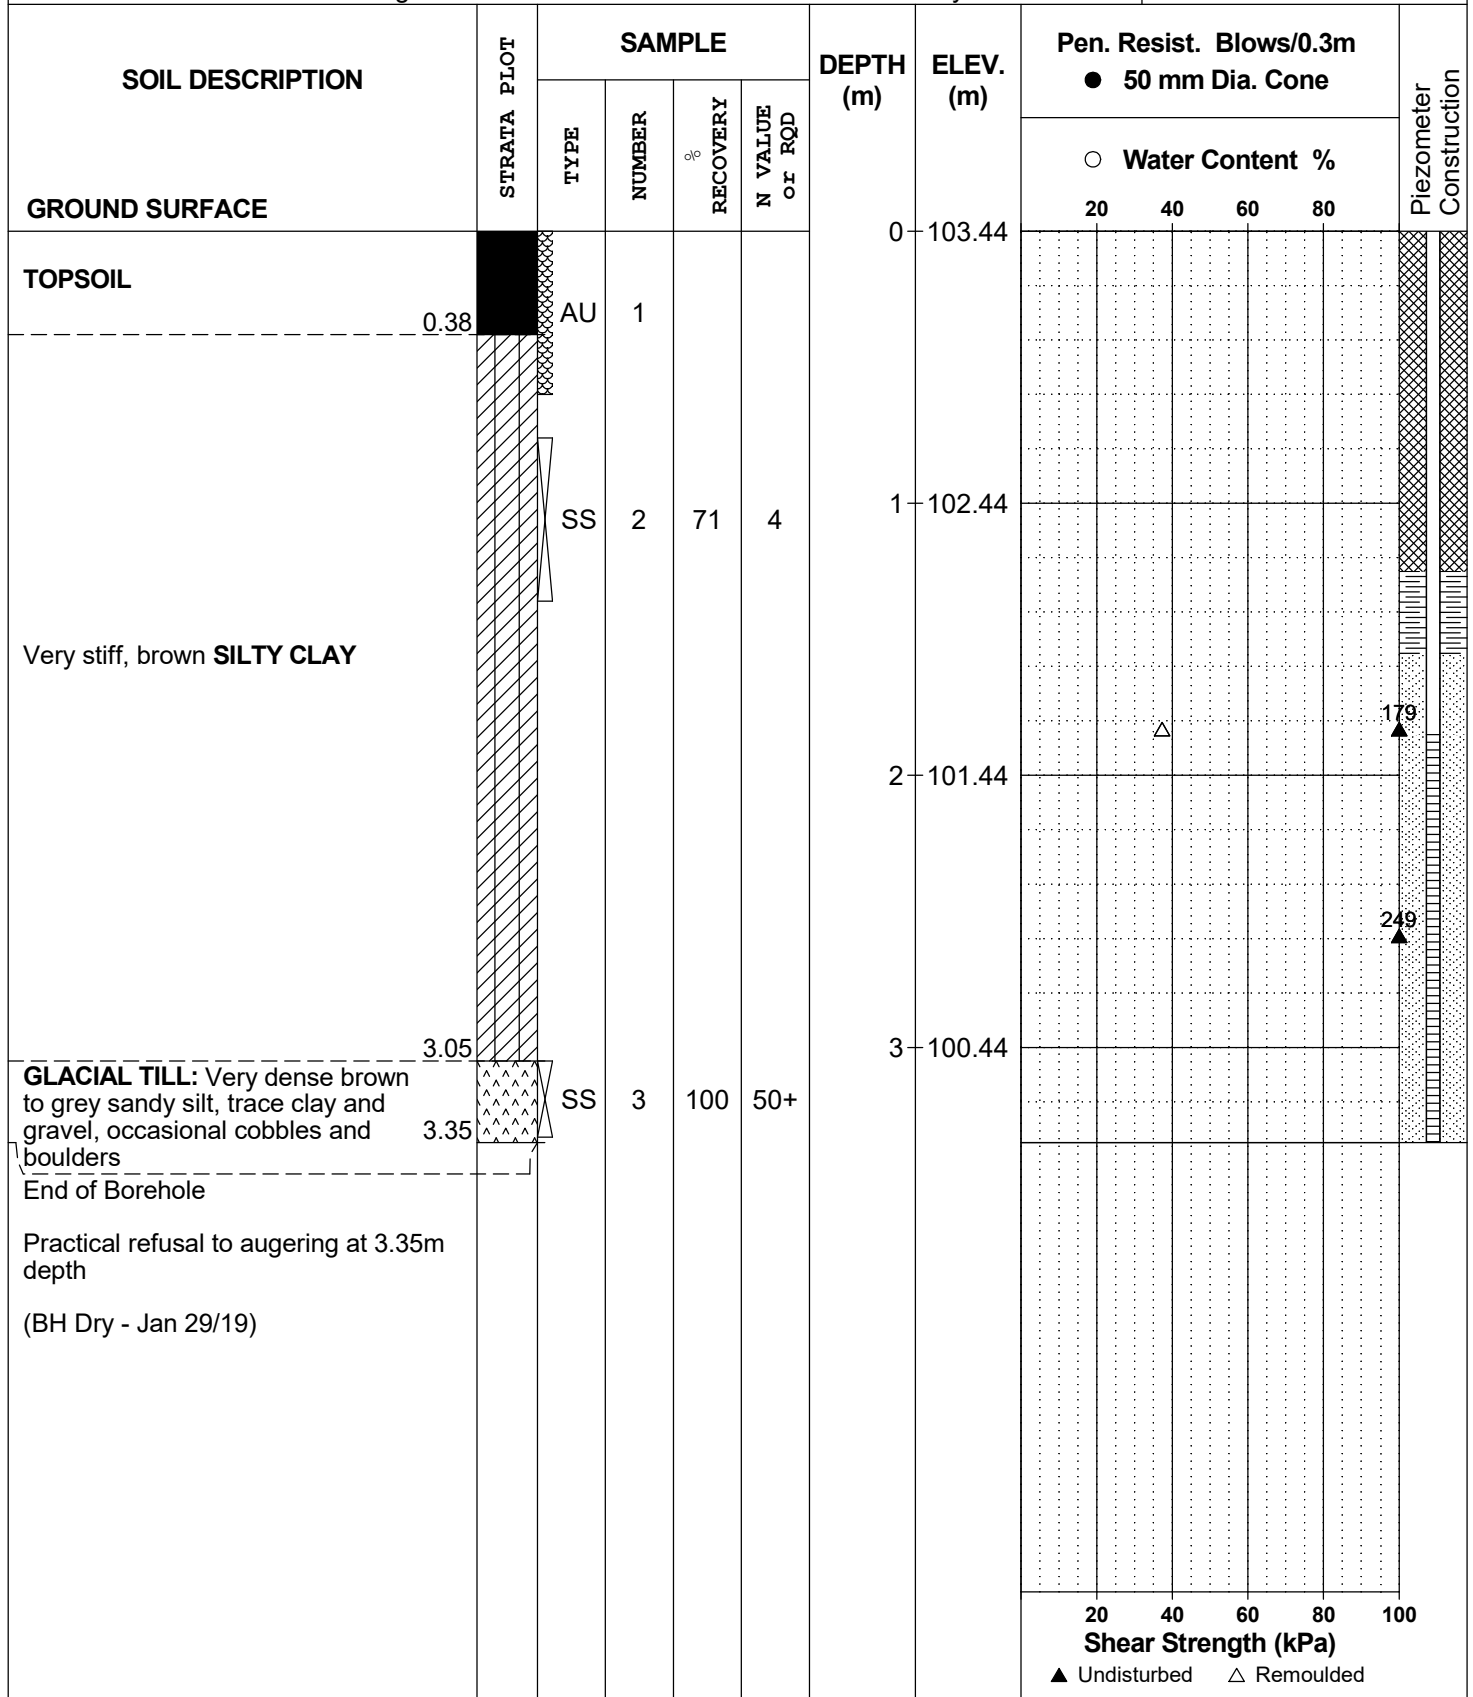 SOIL DESCRIPTION
GROUND SURFACE
STRATA PLOT
SAMPLE
TYPE
NUMBER
% RECOVERY
N VALUE or RQD
DEPTH (m)
ELEV. (m)
Pen. Resist. Blows/0.3m
● 50 mm Dia. Cone
○ Water Content %
20 40 60 80
Piezometer Construction
0 103.44
TOPSOIL
0.38
AU 1
1 102.44
SS 2 71 4
Very stiff, brown SILTY CLAY
179
2 101.44
249
3 100.44
3.05
GLACIAL TILL: Very dense brown
to grey sandy silt, trace clay and
gravel, occasional cobbles and
boulders
3.35
SS 3 100 50+
End of Borehole
Practical refusal to augering at 3.35m
depth
(BH Dry - Jan 29/19)
20 40 60 80 100
Shear Strength (kPa)
▲ Undisturbed △ Remoulded